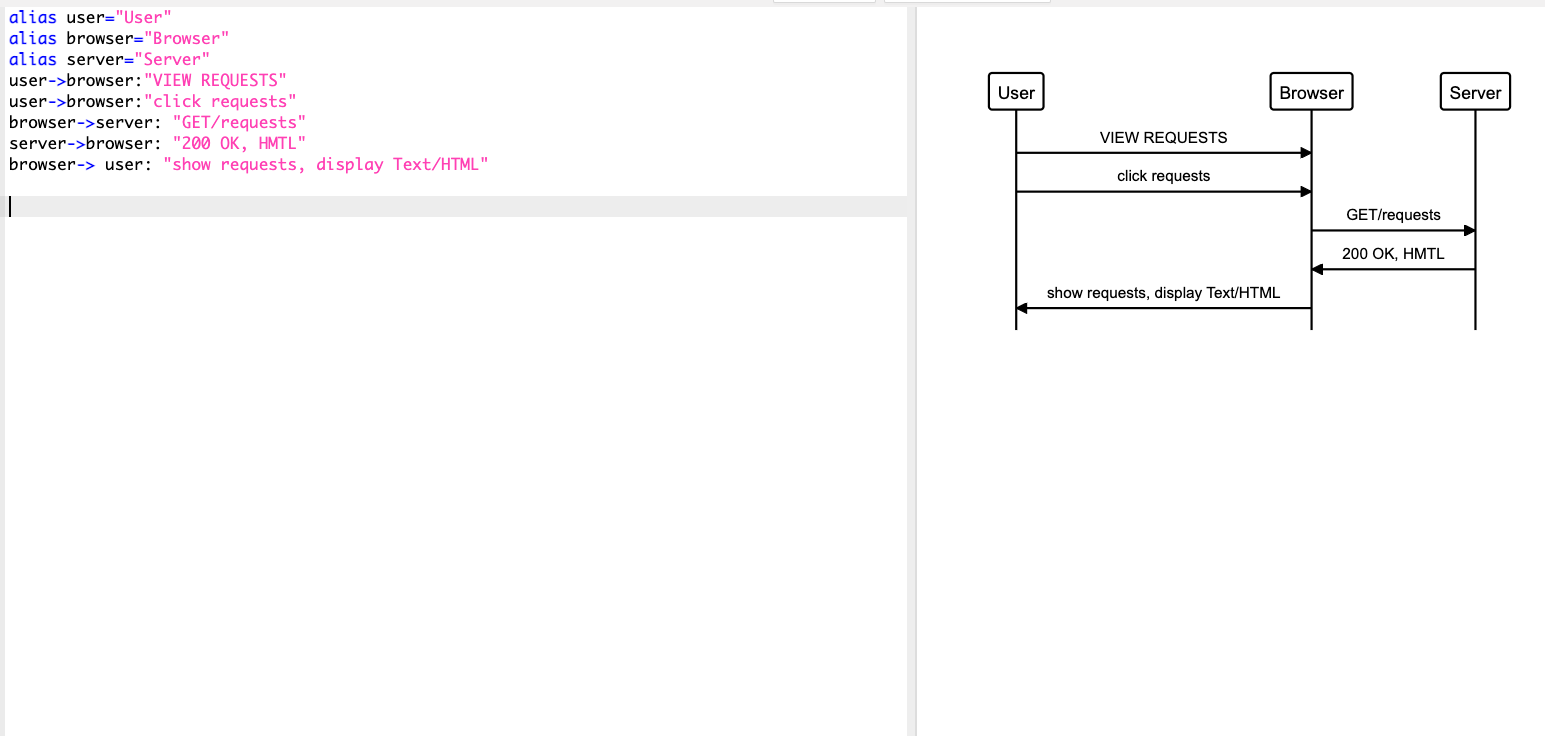 alias user="User"
alias browser="Browser"
alias server="Server"
user->browser:"VIEW REQUESTS"
user->browser:"click requests"
browser->server: "GET/requests"
server->browser: "200 OK, HMTL"
browser-> user: "show requests, display Text/HTML"
User Browser Server
VIEW REQUESTS
click requests
GET/requests
200 OK, HMTL
show requests, display Text/HTML